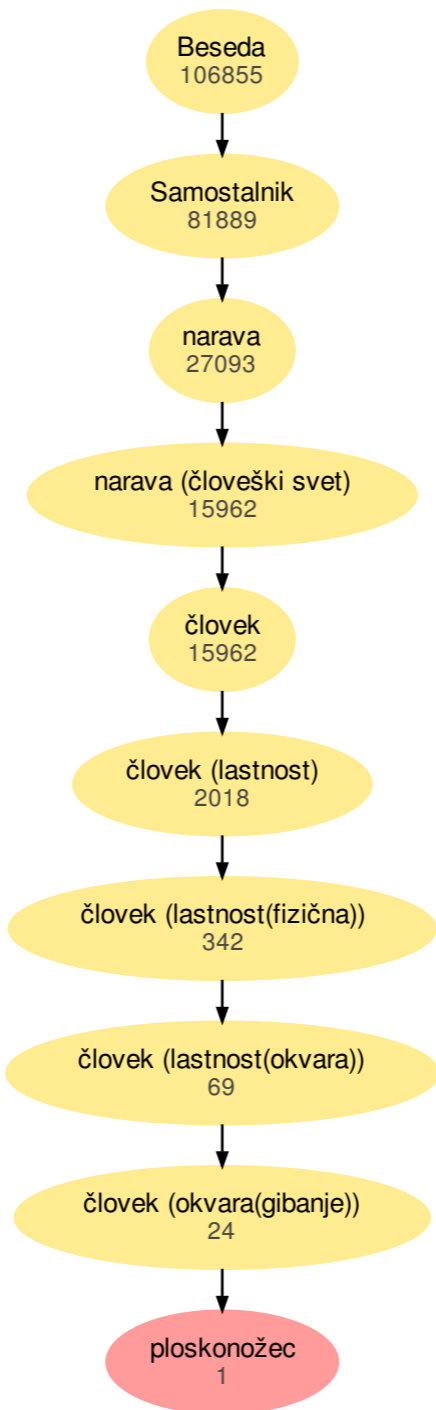 Beseda
106855
Samostalnik
81889
narava
27093
narava (človeški svet)
15962
človek
15962
človek (lastnost)
2018
človek (lastnost(fizična))
342
človek (lastnost(okvara))
69
človek (okvara(gibanje))
24
ploskonožec
1